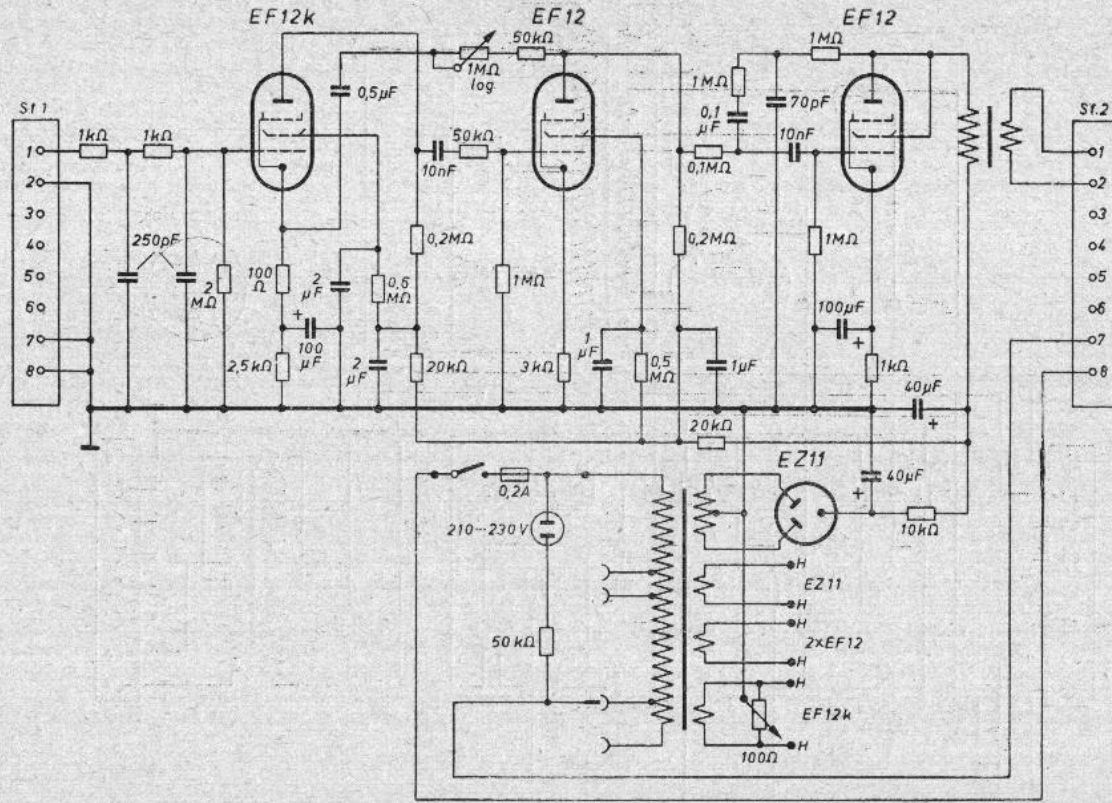 EF12k
EF12
EF12
St.1
1
2
3
4
5
6
7
8
1kΩ
1kΩ
250pF
2
MΩ
0,5µF
1MΩ
log
50kΩ
50kΩ
10nF
100
Ω
2,5kΩ
+
100
µF
2
µF
0,6
MΩ
2
µF
0,2MΩ
20kΩ
1MΩ
3kΩ
1
µF
0,5
MΩ
0,2MΩ
1µF
1MΩ
1MΩ
0,1
µF
70pF
0,1MΩ
10nF
1MΩ
100µF
+
1kΩ
40µF
+
20kΩ
St.2
1
2
3
4
5
6
7
8
EZ11
40µF
+
10kΩ
0,2A
210–230V
50kΩ
H
EZ11
H
H
2xEF12
H
H
EF12k
100Ω
H